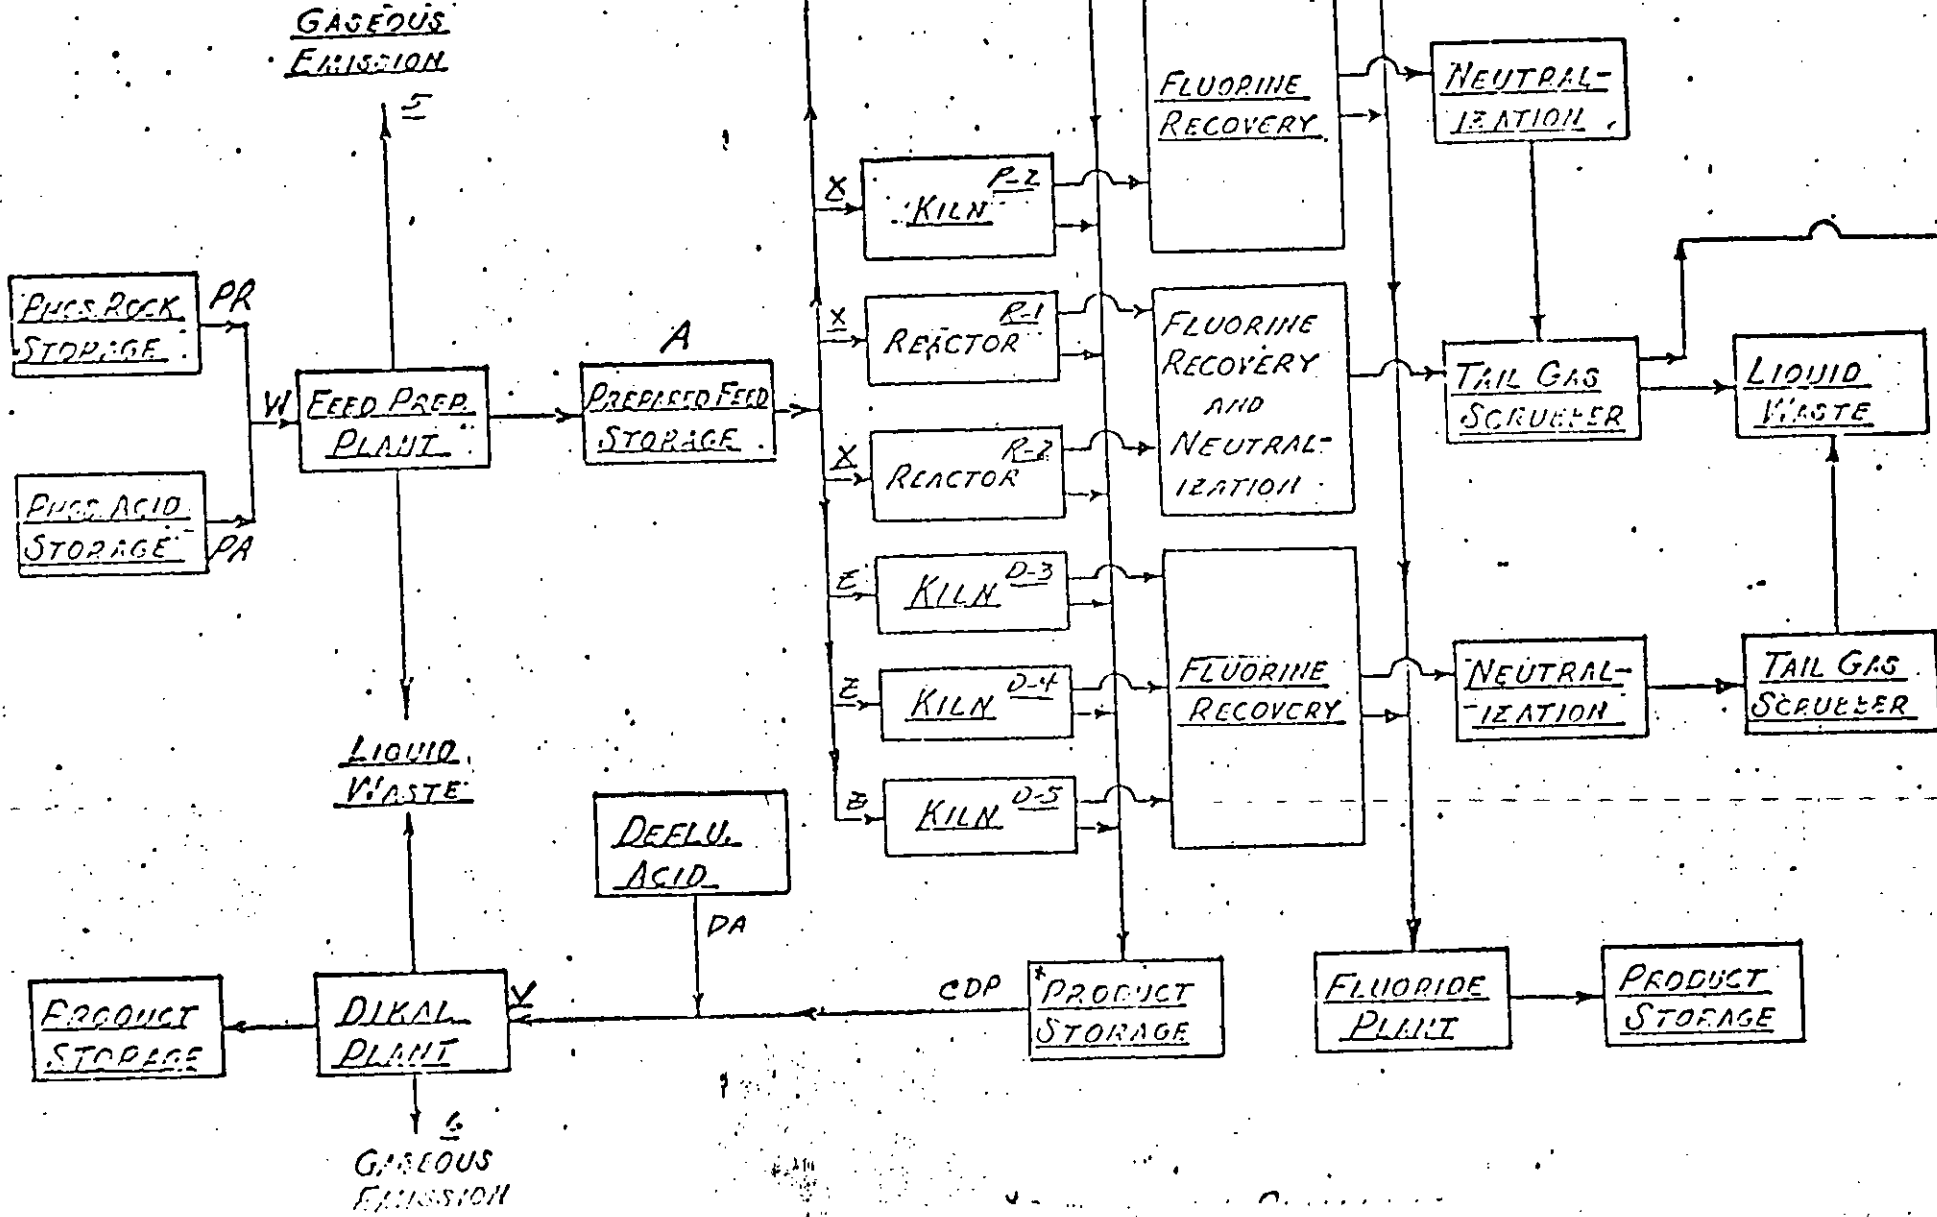 GASEOUS
EMISSION
5
FLUORINE
RECOVERY
NEUTRAL-
IZATION
X
P-2
KILN
PHOS. ROCK
STORAGE
PR
X
R-1
REACTOR
FLUORINE
RECOVERY
AND
NEUTRAL-
IZATION
A
W
FEED PREP.
PLANT
PREPARED FEED
STORAGE
TAIL GAS
SCRUBBER
LIQUID
WASTE
X
R-2
REACTOR
PHOS. ACID
STORAGE
PA
Z
D-3
KILN
Z
D-4
KILN
FLUORINE
RECOVERY
NEUTRAL-
IZATION
TAIL GAS
SCRUBBER
LIQUID
WASTE
Z
D-5
KILN
DEFLU.
ACID
DA
PRODUCT
STORAGE
DIKAL
PLANT
V
CDP
*PRODUCT
STORAGE
FLUORIDE
PLANT
PRODUCT
STORAGE
6
GASEOUS
EMISSION